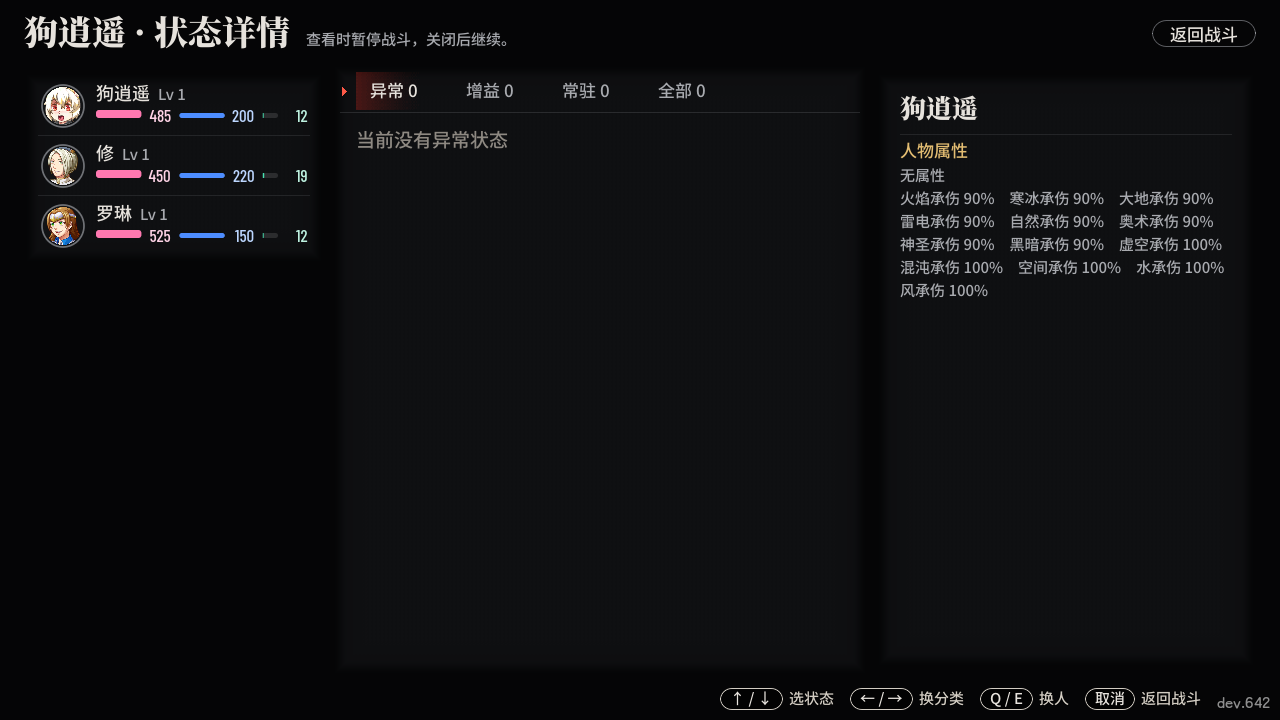 狗逍遥 · 状态详情 查看时暂停战斗，关闭后继续。
返回战斗
狗逍遥 Lv 1
485 200 12
修 Lv 1
450 220 19
罗琳 Lv 1
525 150 12
异常 0 增益 0 常驻 0 全部 0
当前没有异常状态
狗逍遥
人物属性
无属性
火焰承伤 90% 寒冰承伤 90% 大地承伤 90%
雷电承伤 90% 自然承伤 90% 奥术承伤 90%
神圣承伤 90% 黑暗承伤 90% 虚空承伤 100%
混沌承伤 100% 空间承伤 100% 水承伤 100%
风承伤 100%
↑ / ↓ 选状态 ← / → 换分类 Q / E 换人 取消 返回战斗 dev.642